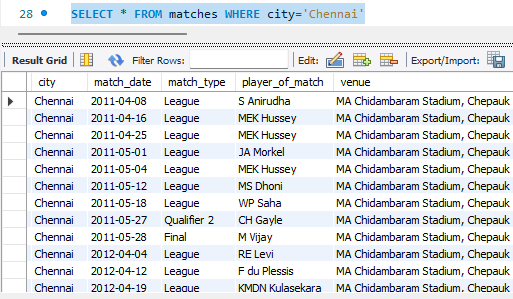 28 SELECT * FROM matches WHERE city='Chennai'
Result Grid Filter Rows: Edit: Export/Import:
city match_date match_type player_of_match venue
Chennai 2011-04-08 League S Anirudha MA Chidambaram Stadium, Chepauk
Chennai 2011-04-16 League MEK Hussey MA Chidambaram Stadium, Chepauk
Chennai 2011-04-25 League MEK Hussey MA Chidambaram Stadium, Chepauk
Chennai 2011-05-01 League JA Morkel MA Chidambaram Stadium, Chepauk
Chennai 2011-05-04 League MEK Hussey MA Chidambaram Stadium, Chepauk
Chennai 2011-05-12 League MS Dhoni MA Chidambaram Stadium, Chepauk
Chennai 2011-05-18 League WP Saha MA Chidambaram Stadium, Chepauk
Chennai 2011-05-27 Qualifier 2 CH Gayle MA Chidambaram Stadium, Chepauk
Chennai 2011-05-28 Final M Vijay MA Chidambaram Stadium, Chepauk
Chennai 2012-04-04 League RE Levi MA Chidambaram Stadium, Chepauk
Chennai 2012-04-12 League F du Plessis MA Chidambaram Stadium, Chepauk
Chennai 2012-04-19 League KMDN Kulasekara MA Chidambaram Stadium, Chepauk